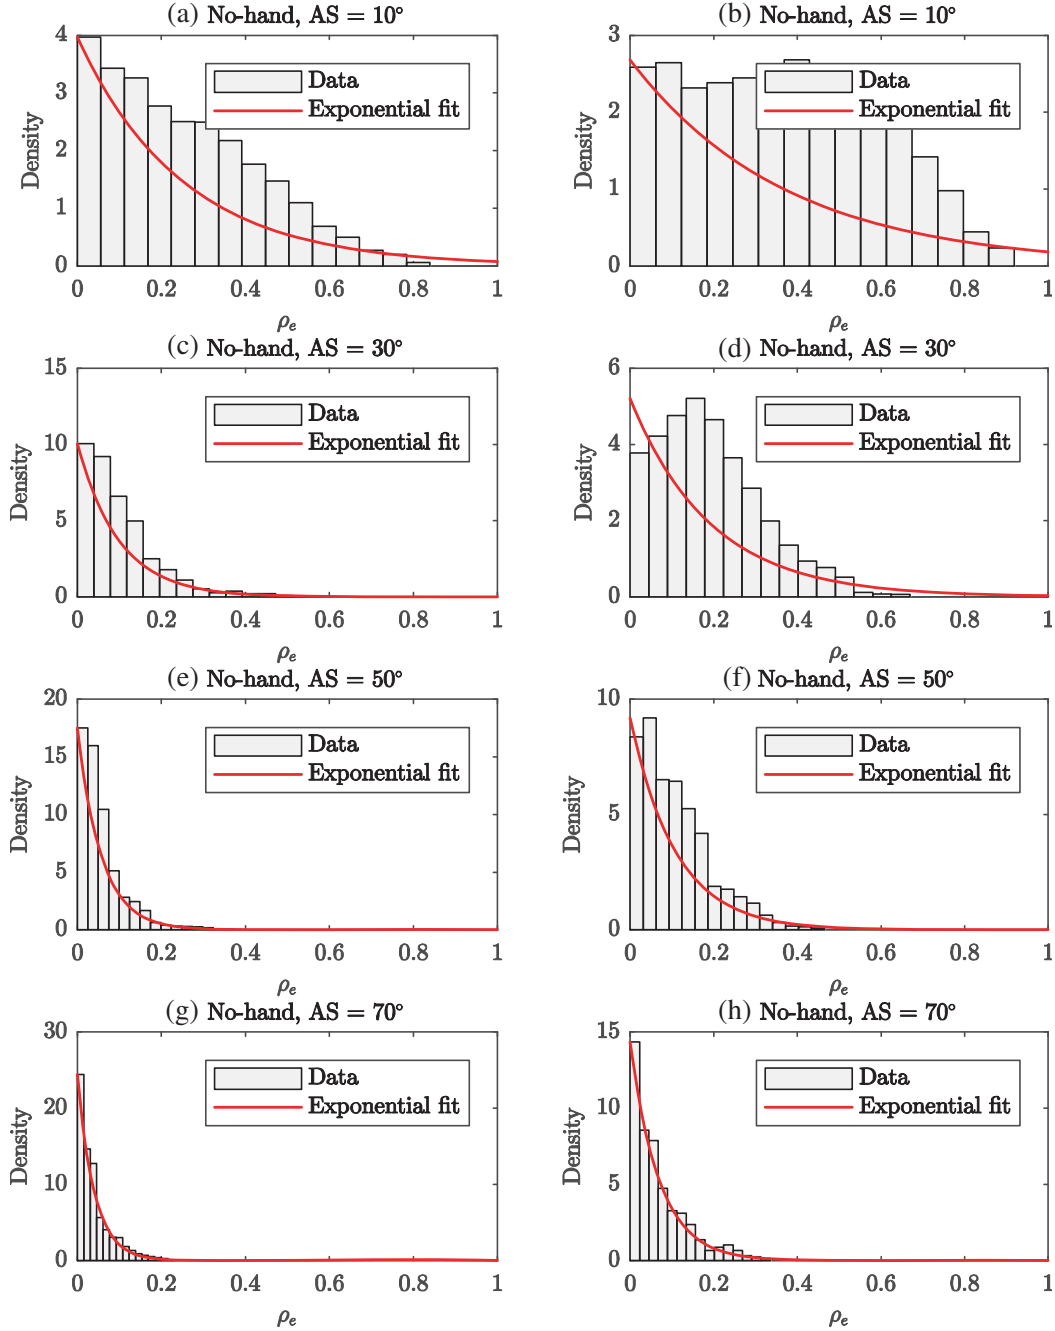 (a) No-hand, AS = 10°
4
3
2
1
0
Density
Data
Exponential fit
0 0.2 0.4 0.6 0.8 1
ρe
(b) No-hand, AS = 10°
3
2
1
0
Density
Data
Exponential fit
0 0.2 0.4 0.6 0.8 1
ρe
(c) No-hand, AS = 30°
15
10
5
0
Density
Data
Exponential fit
0 0.2 0.4 0.6 0.8 1
ρe
(d) No-hand, AS = 30°
6
4
2
0
Density
Data
Exponential fit
0 0.2 0.4 0.6 0.8 1
ρe
(e) No-hand, AS = 50°
20
15
10
5
0
Density
Data
Exponential fit
0 0.2 0.4 0.6 0.8 1
ρe
(f) No-hand, AS = 50°
10
5
0
Density
Data
Exponential fit
0 0.2 0.4 0.6 0.8 1
ρe
(g) No-hand, AS = 70°
30
20
10
0
Density
Data
Exponential fit
0 0.2 0.4 0.6 0.8 1
ρe
(h) No-hand, AS = 70°
15
10
5
0
Density
Data
Exponential fit
0 0.2 0.4 0.6 0.8 1
ρe